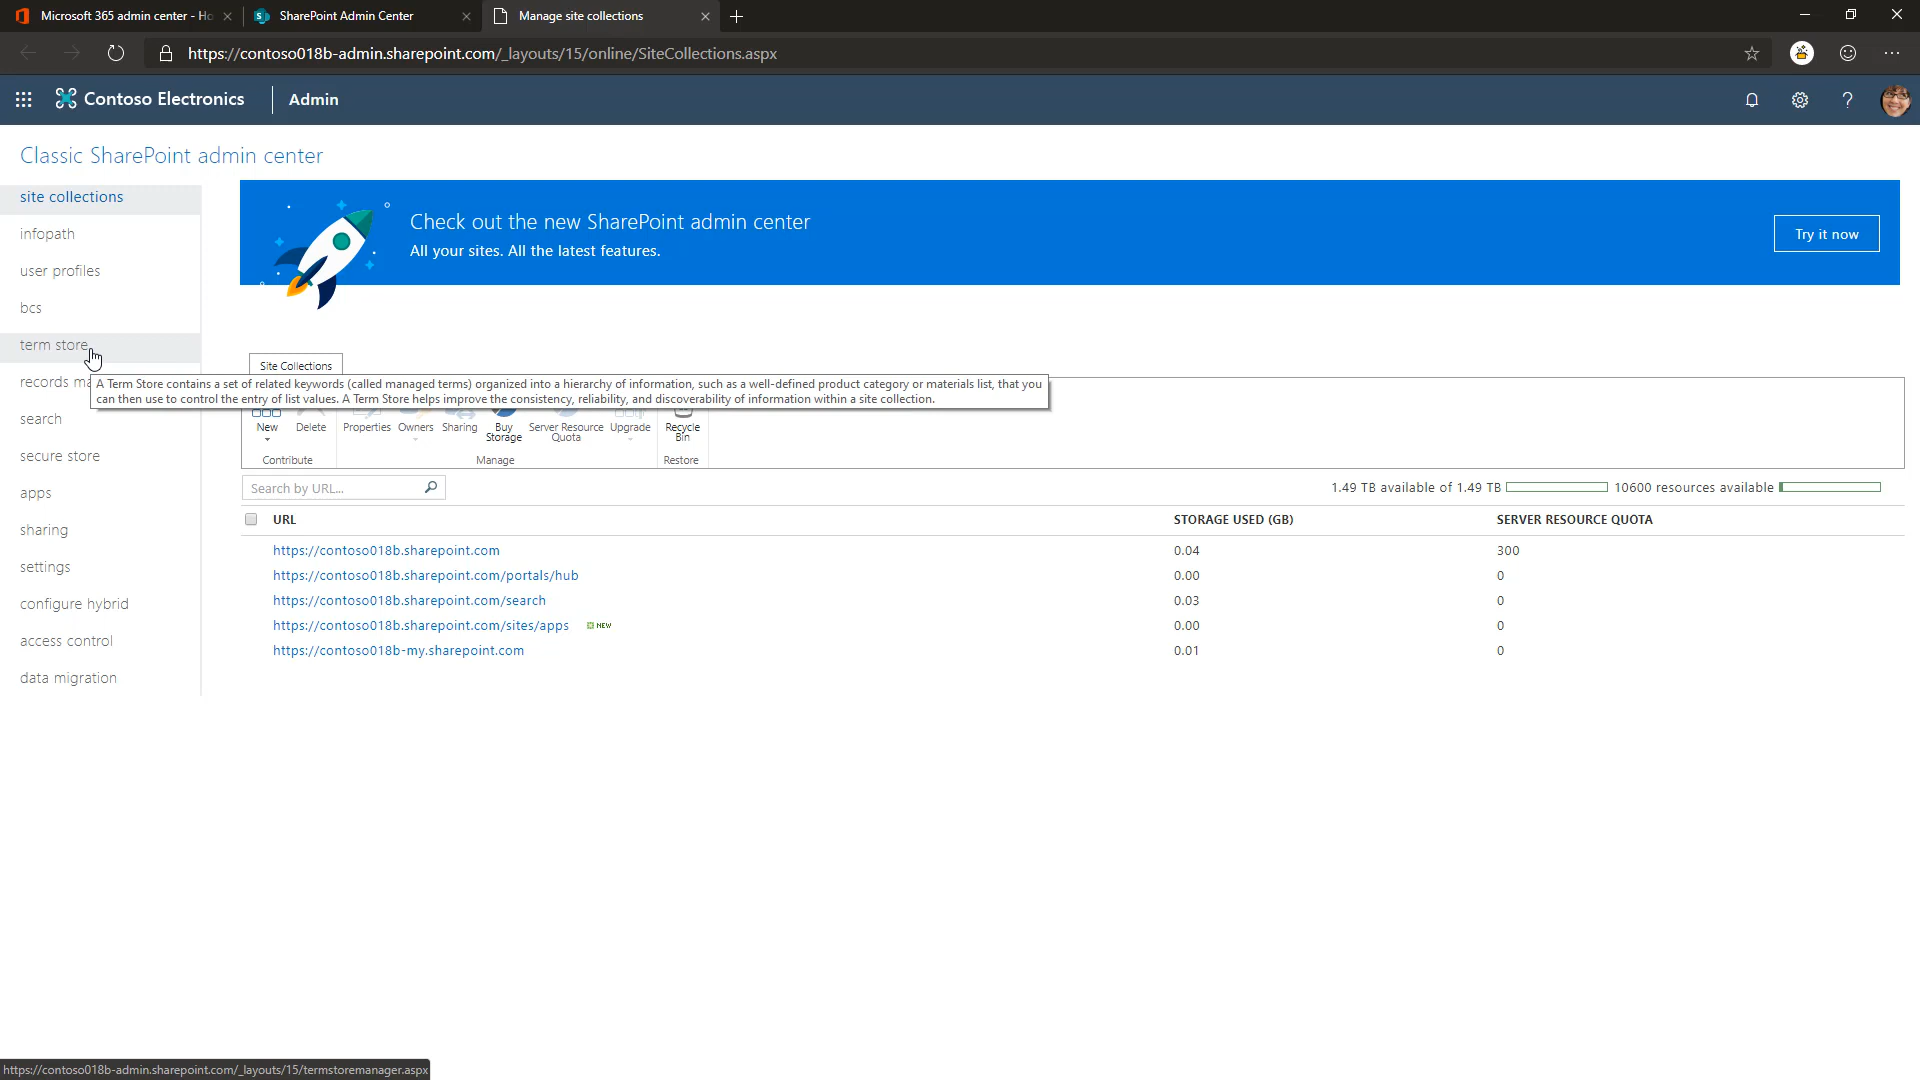 Microsoft 365 admin center - Ho
SharePoint Admin Center
Manage site collections
https://contoso018b-admin.sharepoint.com/_layouts/15/online/SiteCollections.aspx
Contoso Electronics
Admin
Classic SharePoint admin center
site collections
infopath
user profiles
bcs
term store
records ma
search
secure store
apps
sharing
settings
configure hybrid
access control
data migration
Check out the new SharePoint admin center
All your sites. All the latest features.
Try it now
Site Collections
A Term Store contains a set of related keywords (called managed terms) organized into a hierarchy of information, such as a well-defined product category or materials list, that you
can then use to control the entry of list values. A Term Store helps improve the consistency, reliability, and discoverability of information within a site collection.
New Delete Properties Owners Sharing Buy Storage Server Resource Quota Upgrade Recycle Bin
Contribute Manage Restore
Search by URL...
1.49 TB available of 1.49 TB 10600 resources available
URL STORAGE USED (GB) SERVER RESOURCE QUOTA
https://contoso018b.sharepoint.com 0.04 300
https://contoso018b.sharepoint.com/portals/hub 0.00 0
https://contoso018b.sharepoint.com/search 0.03 0
https://contoso018b.sharepoint.com/sites/apps NEW 0.00 0
https://contoso018b-my.sharepoint.com 0.01 0
https://contoso018b-admin.sharepoint.com/_layouts/15/termstoremanager.aspx